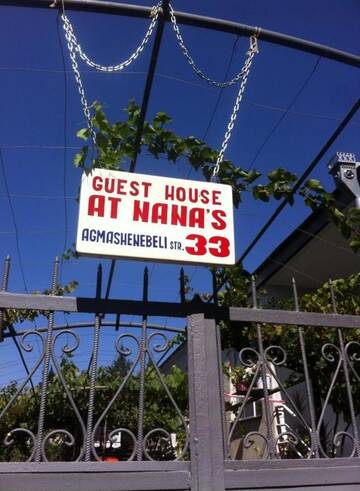 GUEST HOUSE
AT NANA'S
AGMASHENEBELI STR. 33